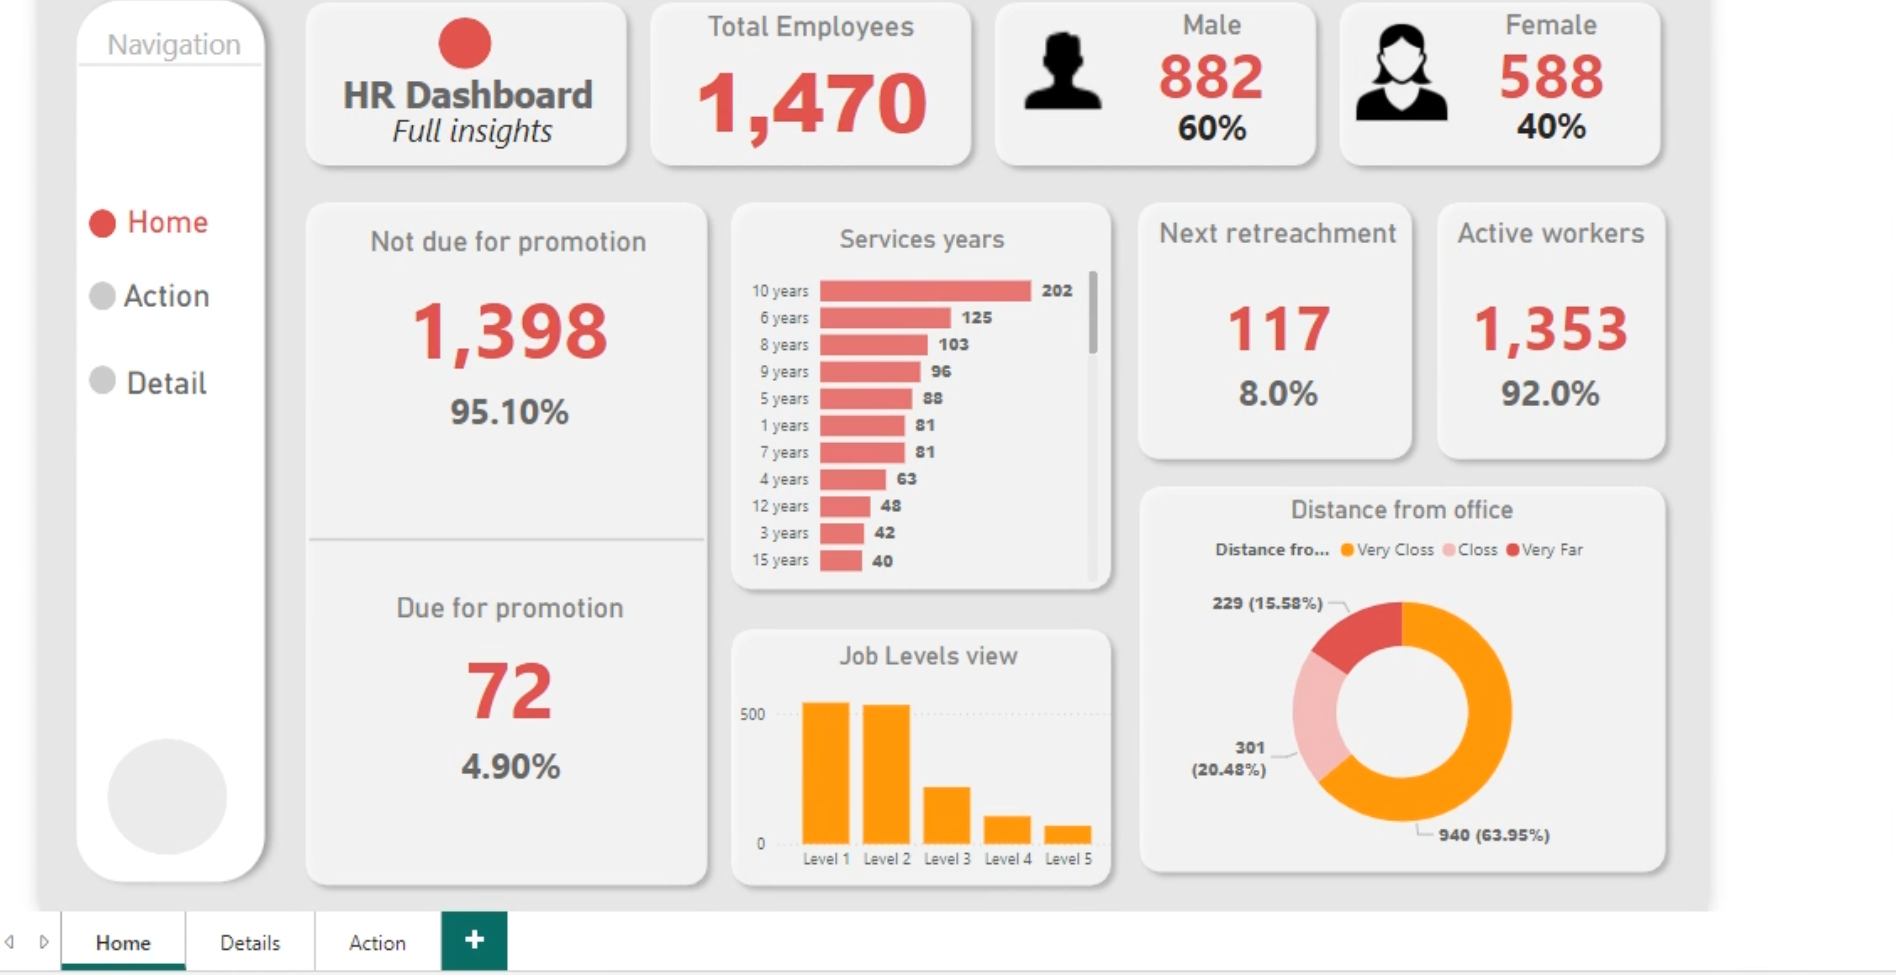 Navigation
Home
Action
Detail
HR Dashboard
Full insights
Total Employees
1,470
Male
882
60%
Female
588
40%
Not due for promotion
1,398
95.10%
Due for promotion
72
4.90%
Services years
10 years 202
6 years 125
8 years 103
9 years 96
5 years 88
1 years 81
7 years 81
4 years 63
12 years 48
3 years 42
15 years 40
Job Levels view
500
0
Level 1 Level 2 Level 3 Level 4 Level 5
Next retreachment
117
8.0%
Active workers
1,353
92.0%
Distance from office
Distance fro... Very Closs Closs Very Far
229 (15.58%)
301
(20.48%)
940 (63.95%)
Home Details Action +